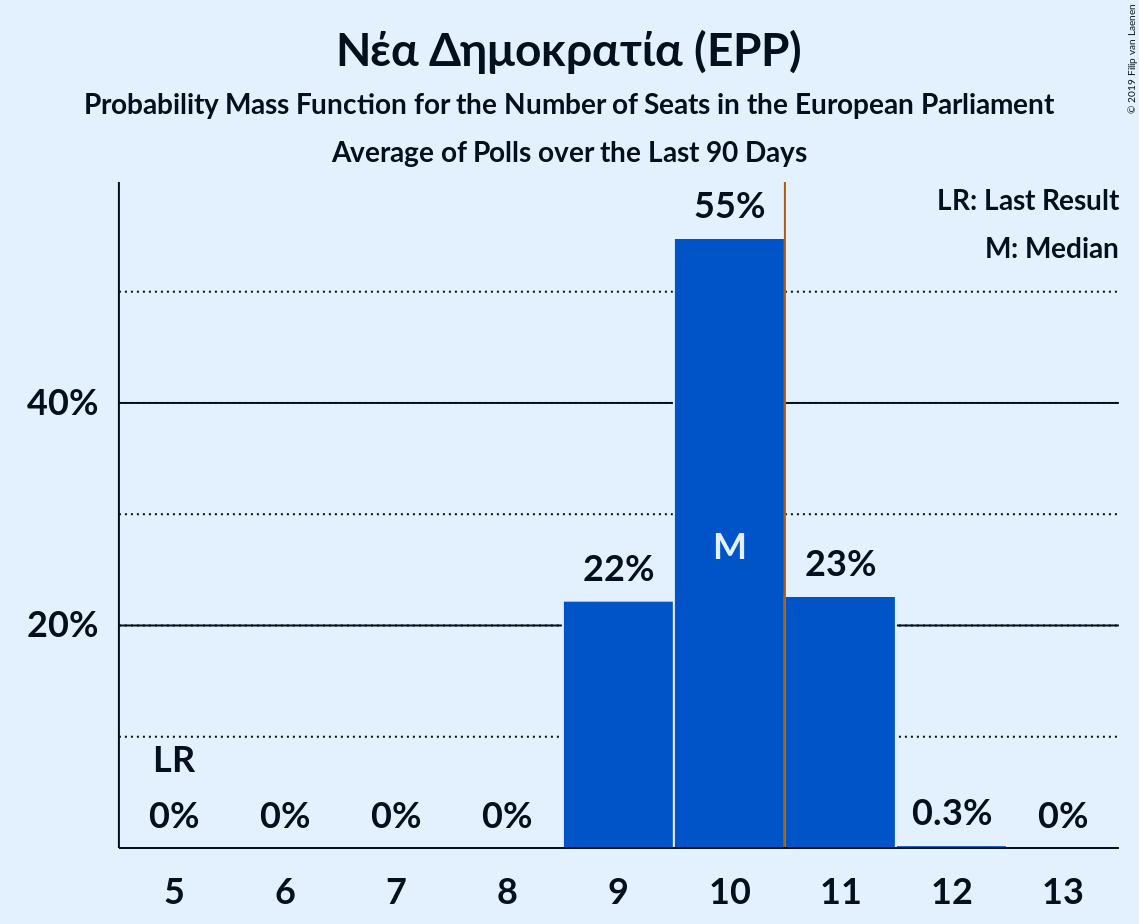 Νέα Δημοκρατία (EPP)
Probability Mass Function for the Number of Seats in the European Parliament
Average of Polls over the Last 90 Days
© 2019 Filip van Laenen
LR: Last Result
M: Median
55%
40%
M
22%
23%
20%
LR
0%
0%
0%
0%
0.3%
0%
5
6
7
8
9
10
11
12
13